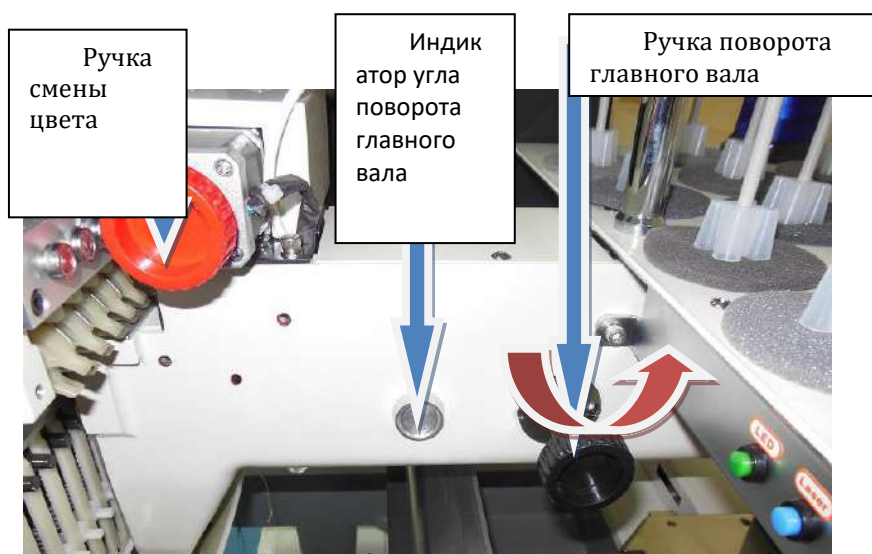 Ручка
смены
цвета
Индик
атор угла
поворота
главного
вала
Ручка поворота
главного вала
LED
Laser